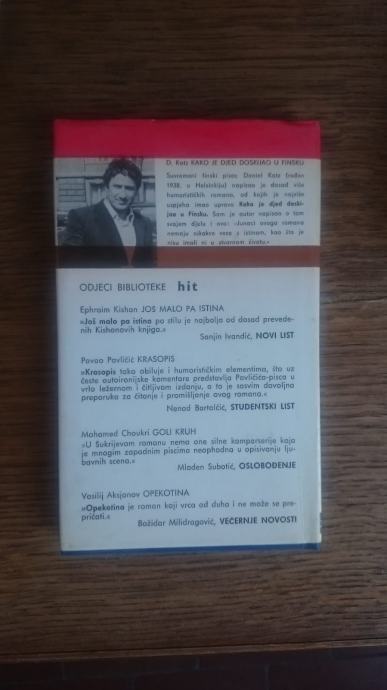 D. Katz KAKO JE DJED DOSKIJAO U FINSKU
Suvremeni finski pisac Daniel Katz (rođen
1938. u Helsinkiju) napisao je dosad više
humorističkih romana, od kojih je najviše
uspjeha imao upravo Kako je djed doski-
jao u Finsku. Sam je autor napisao o tom
svojem djelu i ovo: »Junaci ovoga romana
nemaju nikakve veze s istinom, kao što je
nisu imali ni u stvarnom životu.«
ODJECI BIBLIOTEKE hit
Ephraim Kishon JOŠ MALO PA ISTINA
»Još malo pa istina po stilu je najbolja od dosad prevede-
nih Kishonovih knjiga.«
Sanjin Ivandić, NOVI LIST
Pavao Pavličić KRASOPIS
»Krasopis tako obiluje i humorističkim elementima, što uz
česte autoironijske komentare predstavlja Pavličića-pisca u
vrlo ležernom i čitljivom izdanju, a to je sasvim dovoljna
preporuka za čitanje i promišljanje ovog romana.«
Nenad Bartolčić, STUDENTSKI LIST
Mohamed Choukri GOLI KRUH
»U Šukrijevom romanu nema one silne kamparserije koja
je mnogim zapadnim piscima neophodna u opisivanju lju-
bavnih scena.«
Mladen Subotić, OSLOBOĐENJE
Vasilij Aksjonov OPEKOTINA
»Opekotina je roman koji vrca od duha i ne može se pre-
pričati.«
Božidar Milidragović, VEČERNJE NOVOSTI